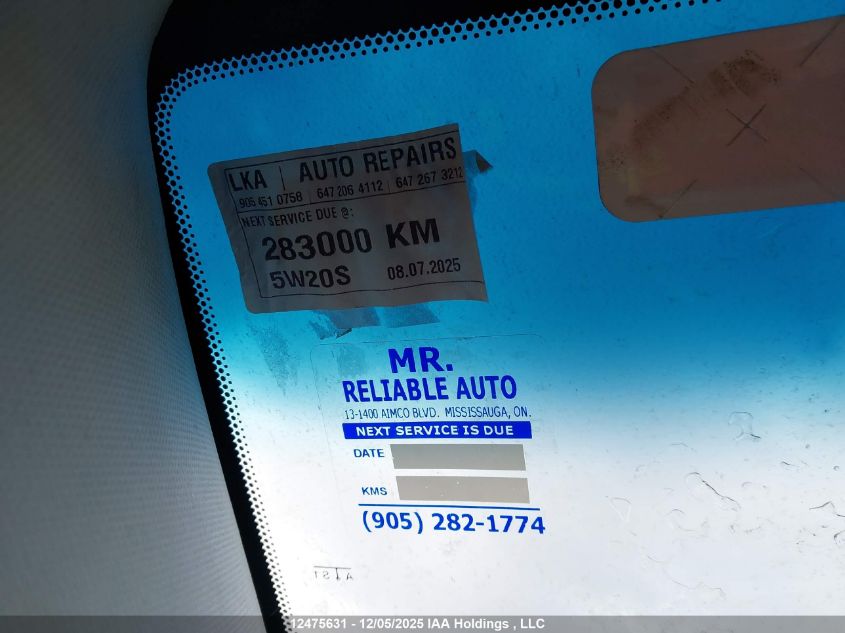 LKA | AUTO REPAIRS
905 451 0758 | 647 206 4112 | 647 267 3212
NEXT SERVICE DUE @:
283000 KM
5W20S 08.07.2025
MR.
RELIABLE AUTO
13-1400 AIMCO BLVD. MISSISSAUGA, ON.
NEXT SERVICE IS DUE
DATE
KMS
(905) 282-1774
12475631 - 12/05/2025 IAA Holdings , LLC